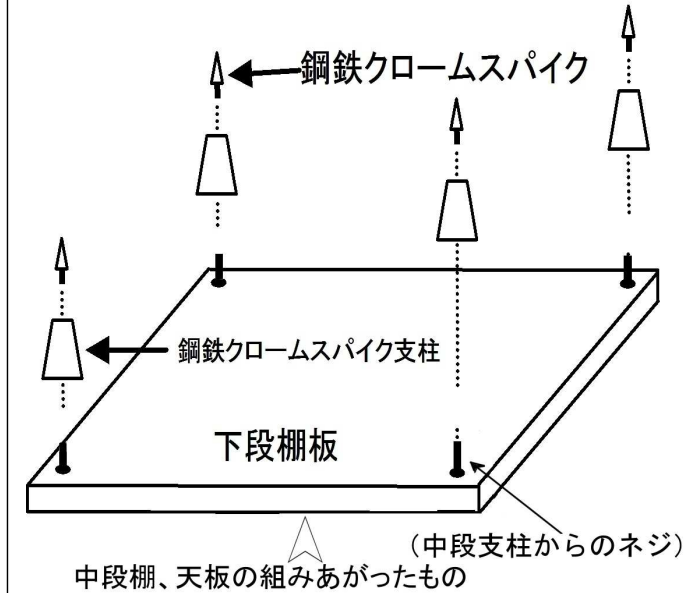 鋼鉄クロームスパイク
鋼鉄クロームスパイク支柱
下段棚板
(中段支柱からのネジ)
中段棚、天板の組みあがったもの